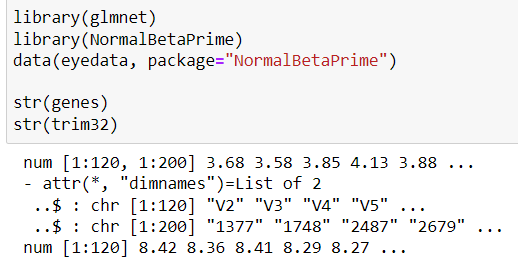 library(glmnet)
library(NormalBetaPrime)
data(eyedata, package="NormalBetaPrime")
str(genes)
str(trim32)
num [1:120, 1:200] 3.68 3.58 3.85 4.13 3.88 ...
- attr(*, "dimnames")=List of 2
..$ : chr [1:120] "V2" "V3" "V4" "V5" ...
..$ : chr [1:200] "1377" "1748" "2487" "2679" ...
num [1:120] 8.42 8.36 8.41 8.29 8.27 ...